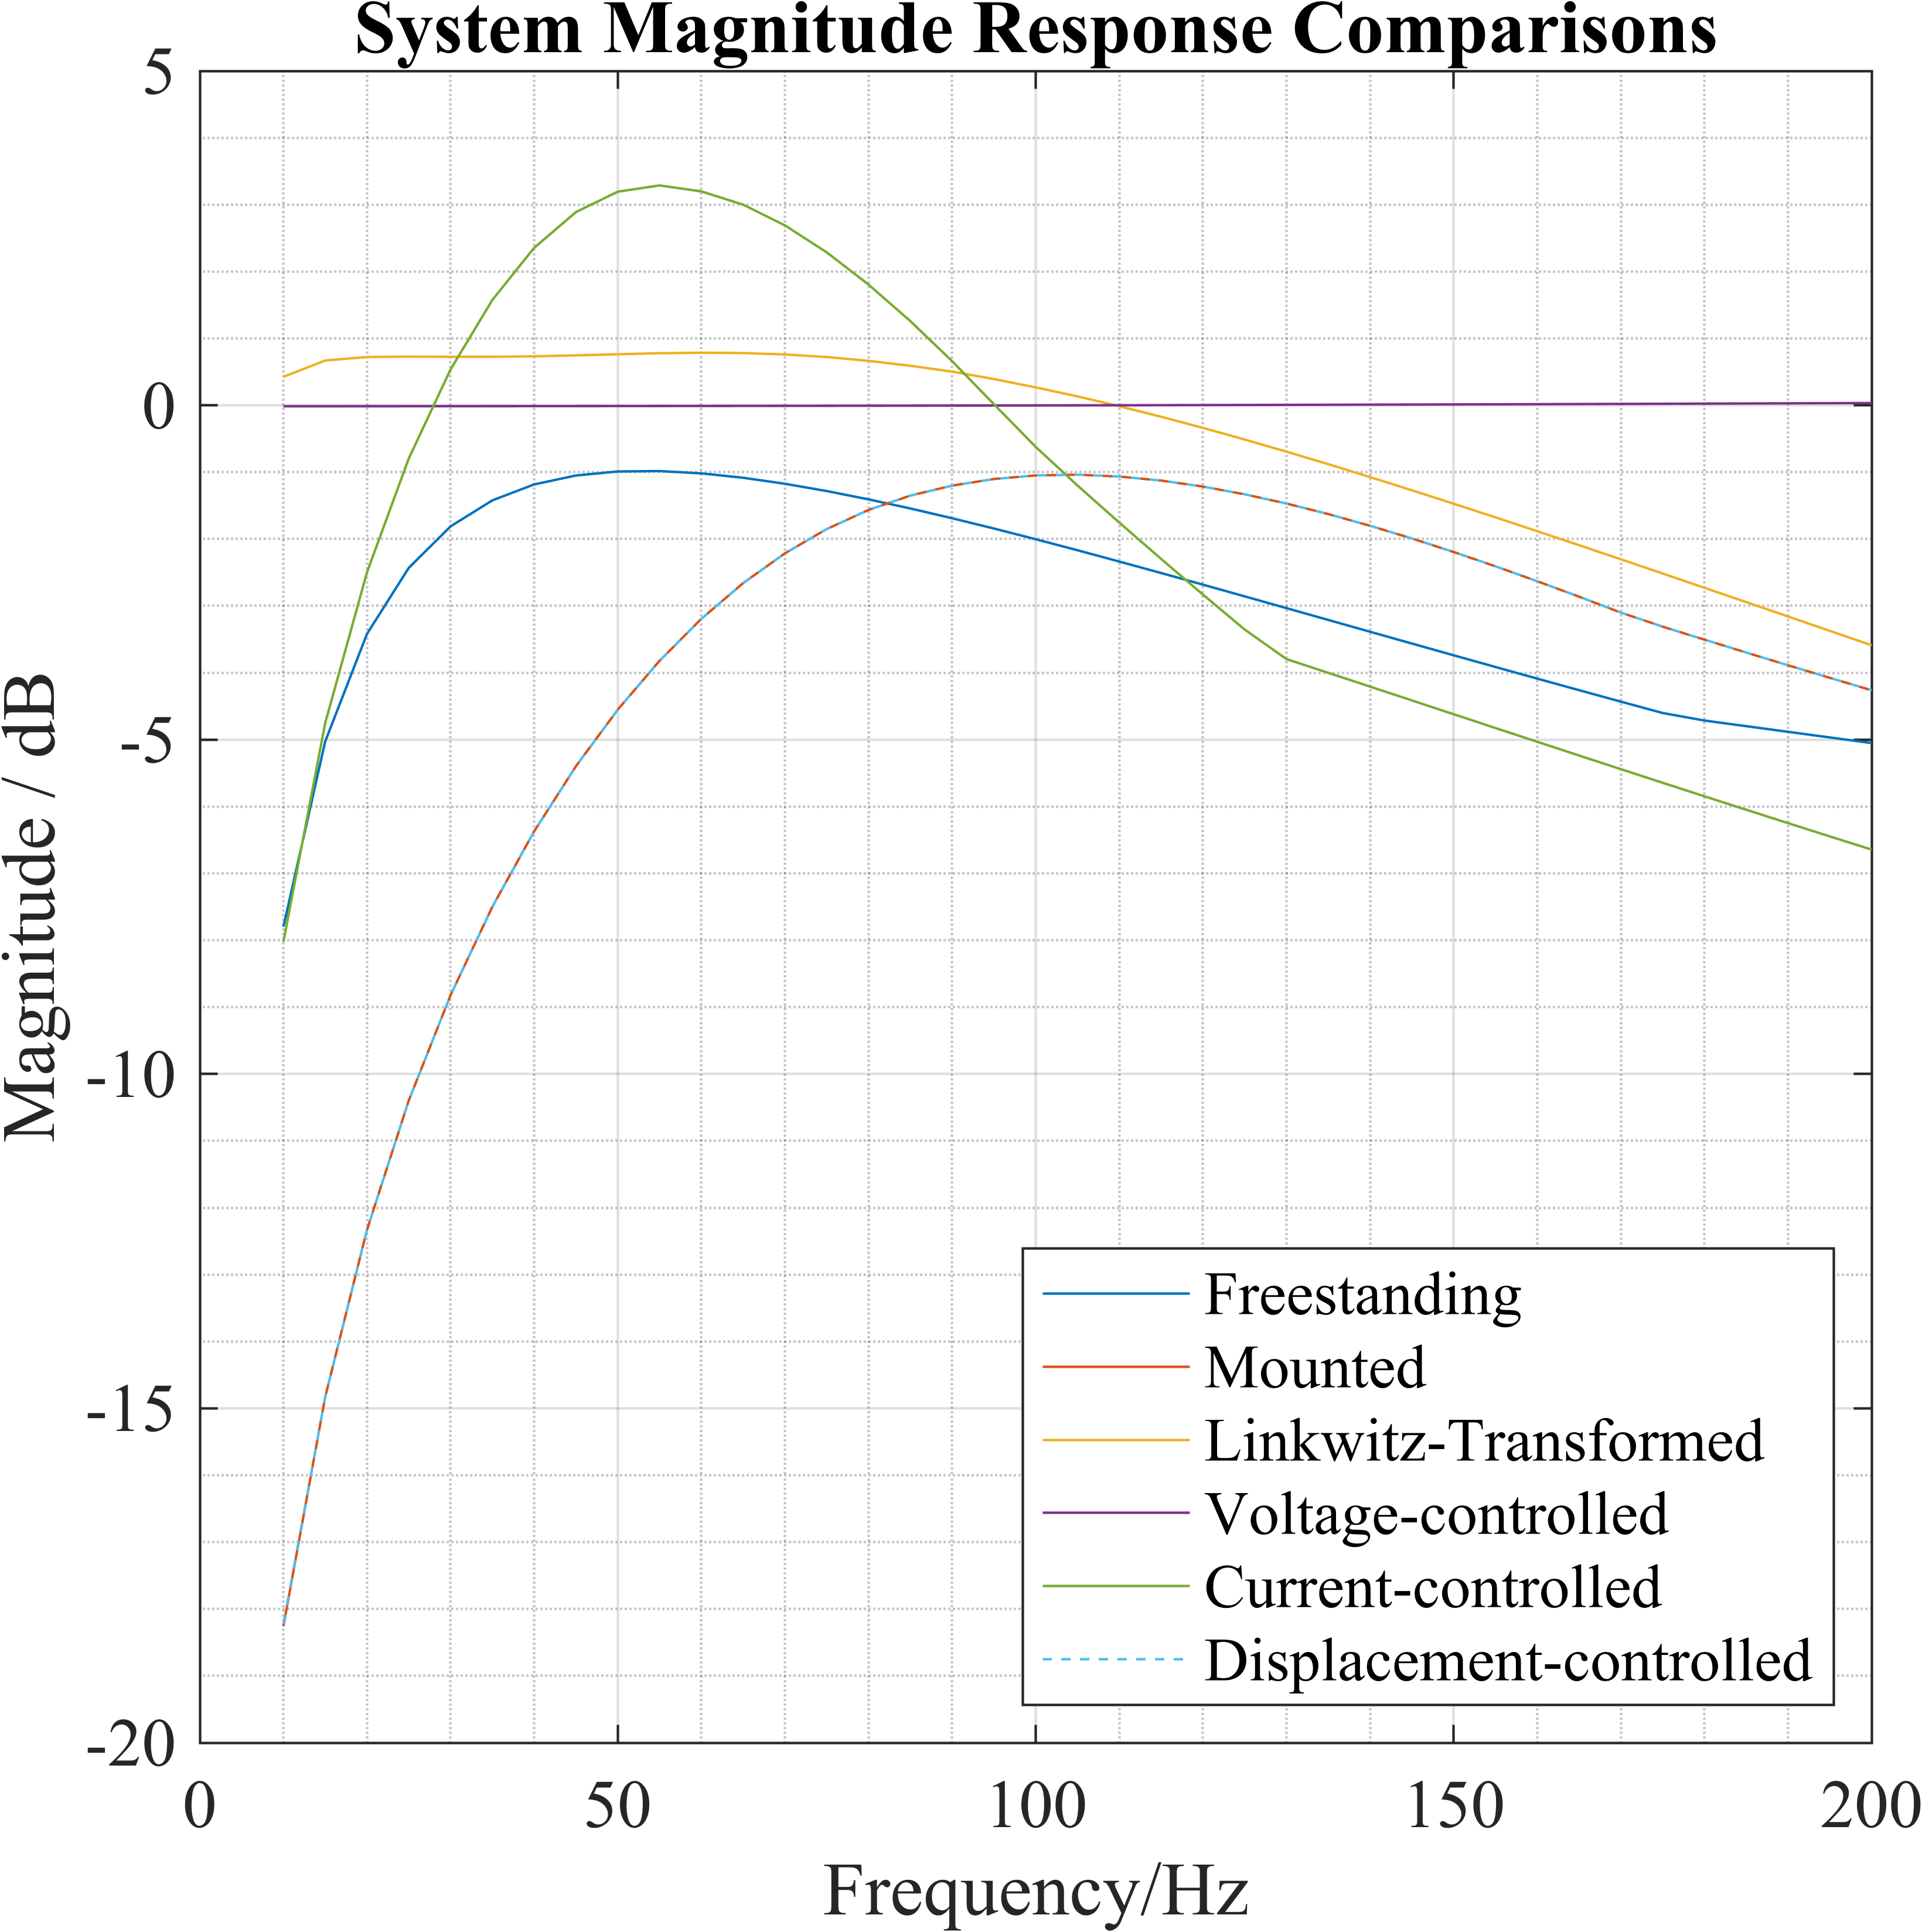 System Magnitude Response Comparisons
5
0
-5
-10
-15
-20
Magnitude / dB
Freestanding
Mounted
Linkwitz-Transformed
Voltage-controlled
Current-controlled
Displacement-controlled
0 50 100 150 200
Frequency/Hz